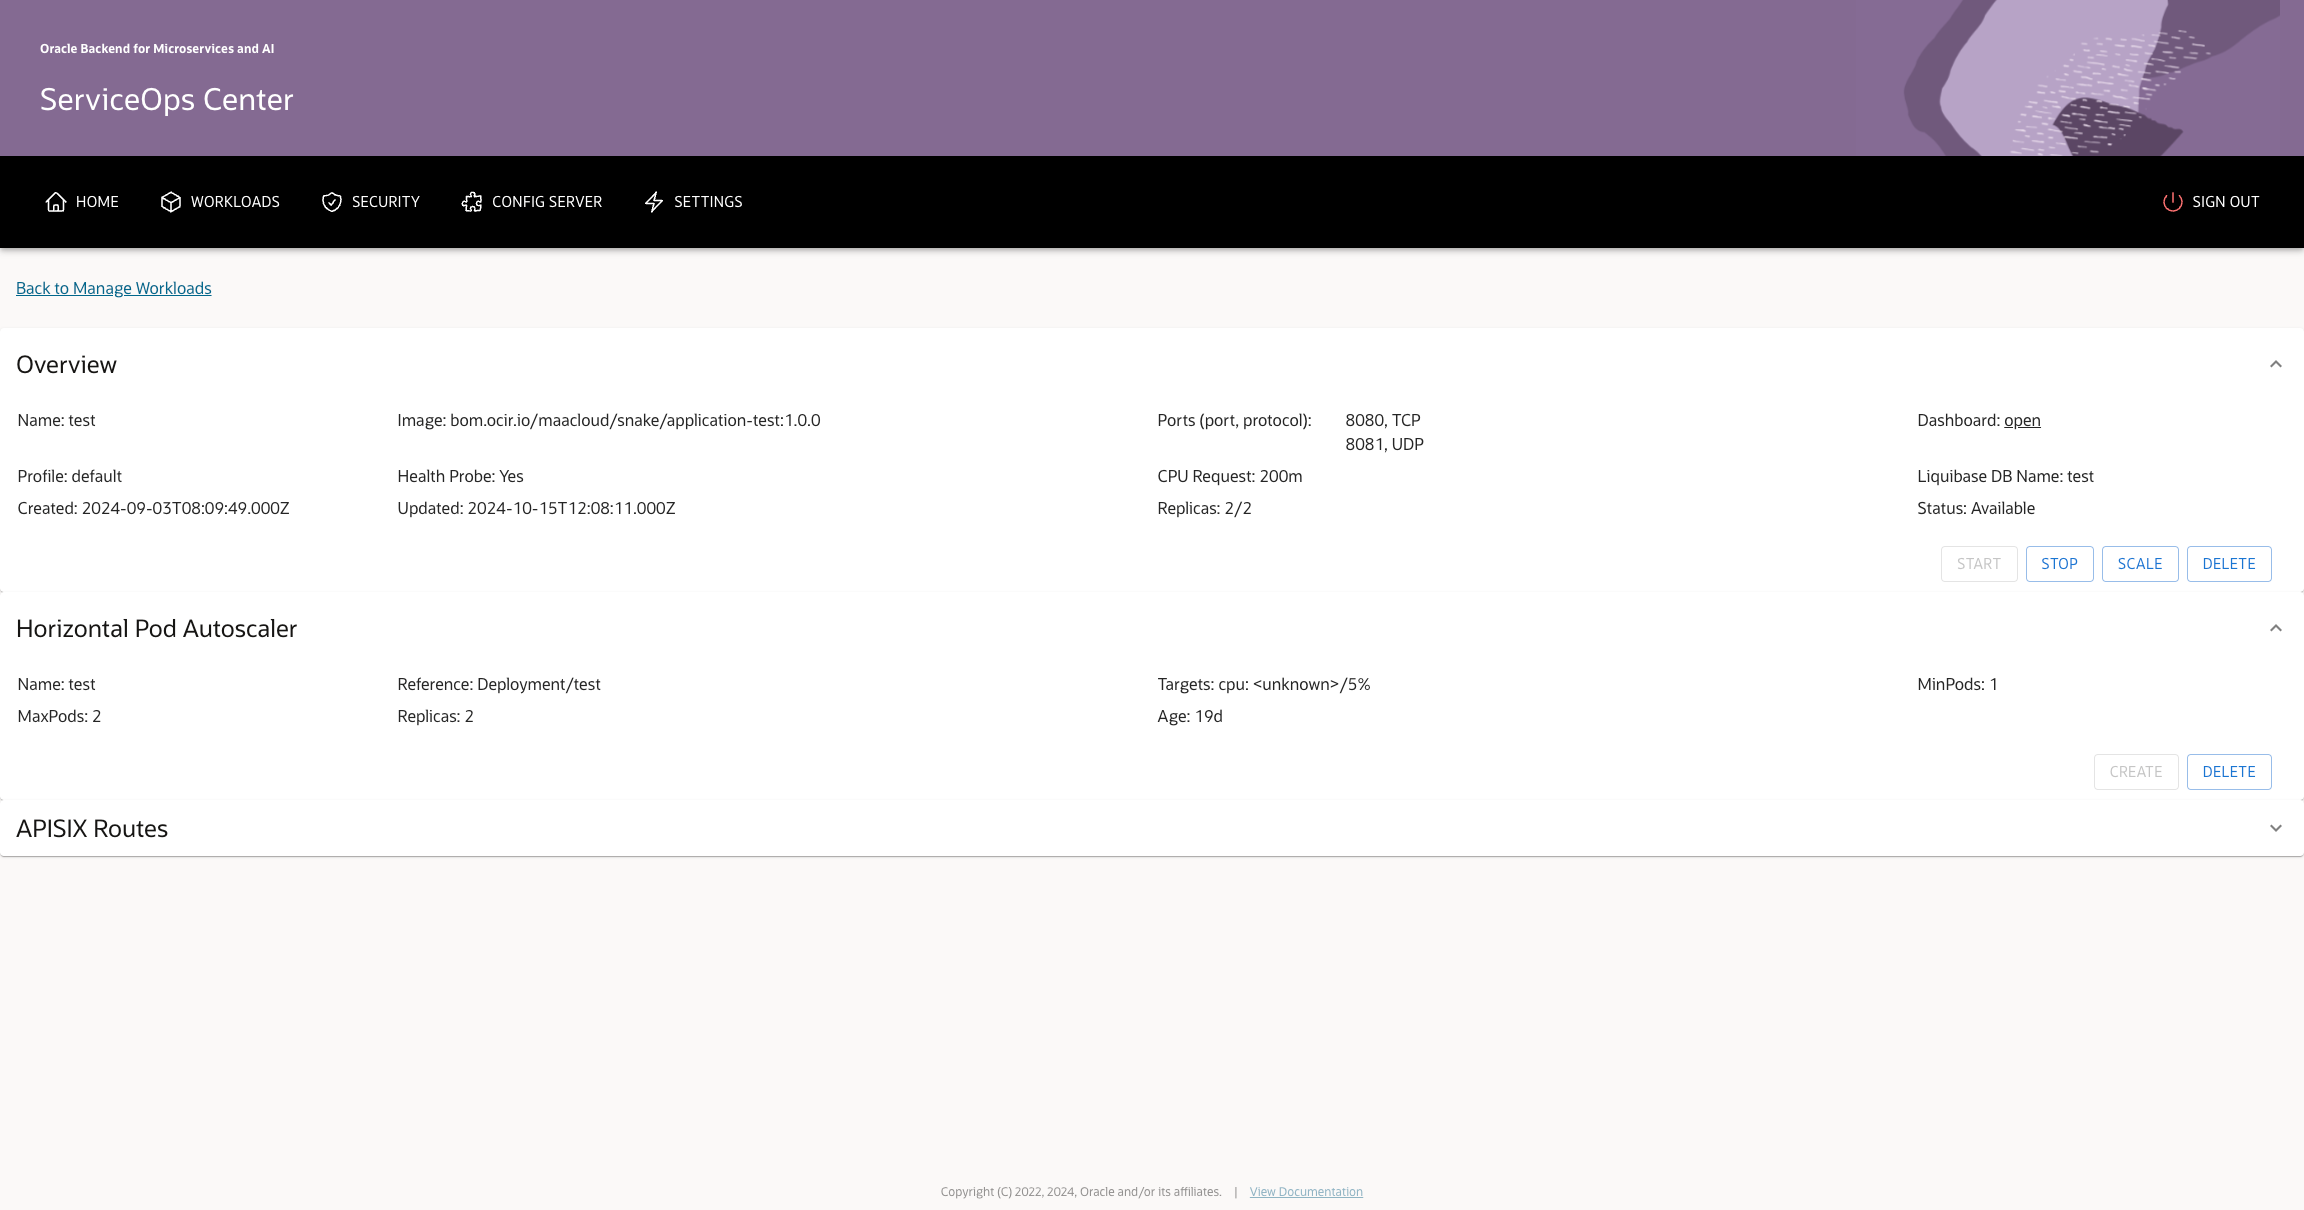 Oracle Backend for Microservices and AI
ServiceOps Center
HOME WORKLOADS SECURITY CONFIG SERVER SETTINGS SIGN OUT
Back to Manage Workloads
Overview
Name: test Image: bom.ocir.io/maacloud/snake/application-test:1.0.0 Ports (port, protocol): 8080, TCP Dashboard: open
8081, UDP
Profile: default Health Probe: Yes CPU Request: 200m Liquibase DB Name: test
Created: 2024-09-03T08:09:49.000Z Updated: 2024-10-15T12:08:11.000Z Replicas: 2/2 Status: Available
START STOP SCALE DELETE
Horizontal Pod Autoscaler
Name: test Reference: Deployment/test Targets: cpu: <unknown>/5% MinPods: 1
MaxPods: 2 Replicas: 2 Age: 19d
CREATE DELETE
APISIX Routes
Copyright (C) 2022, 2024, Oracle and/or its affiliates. | View Documentation